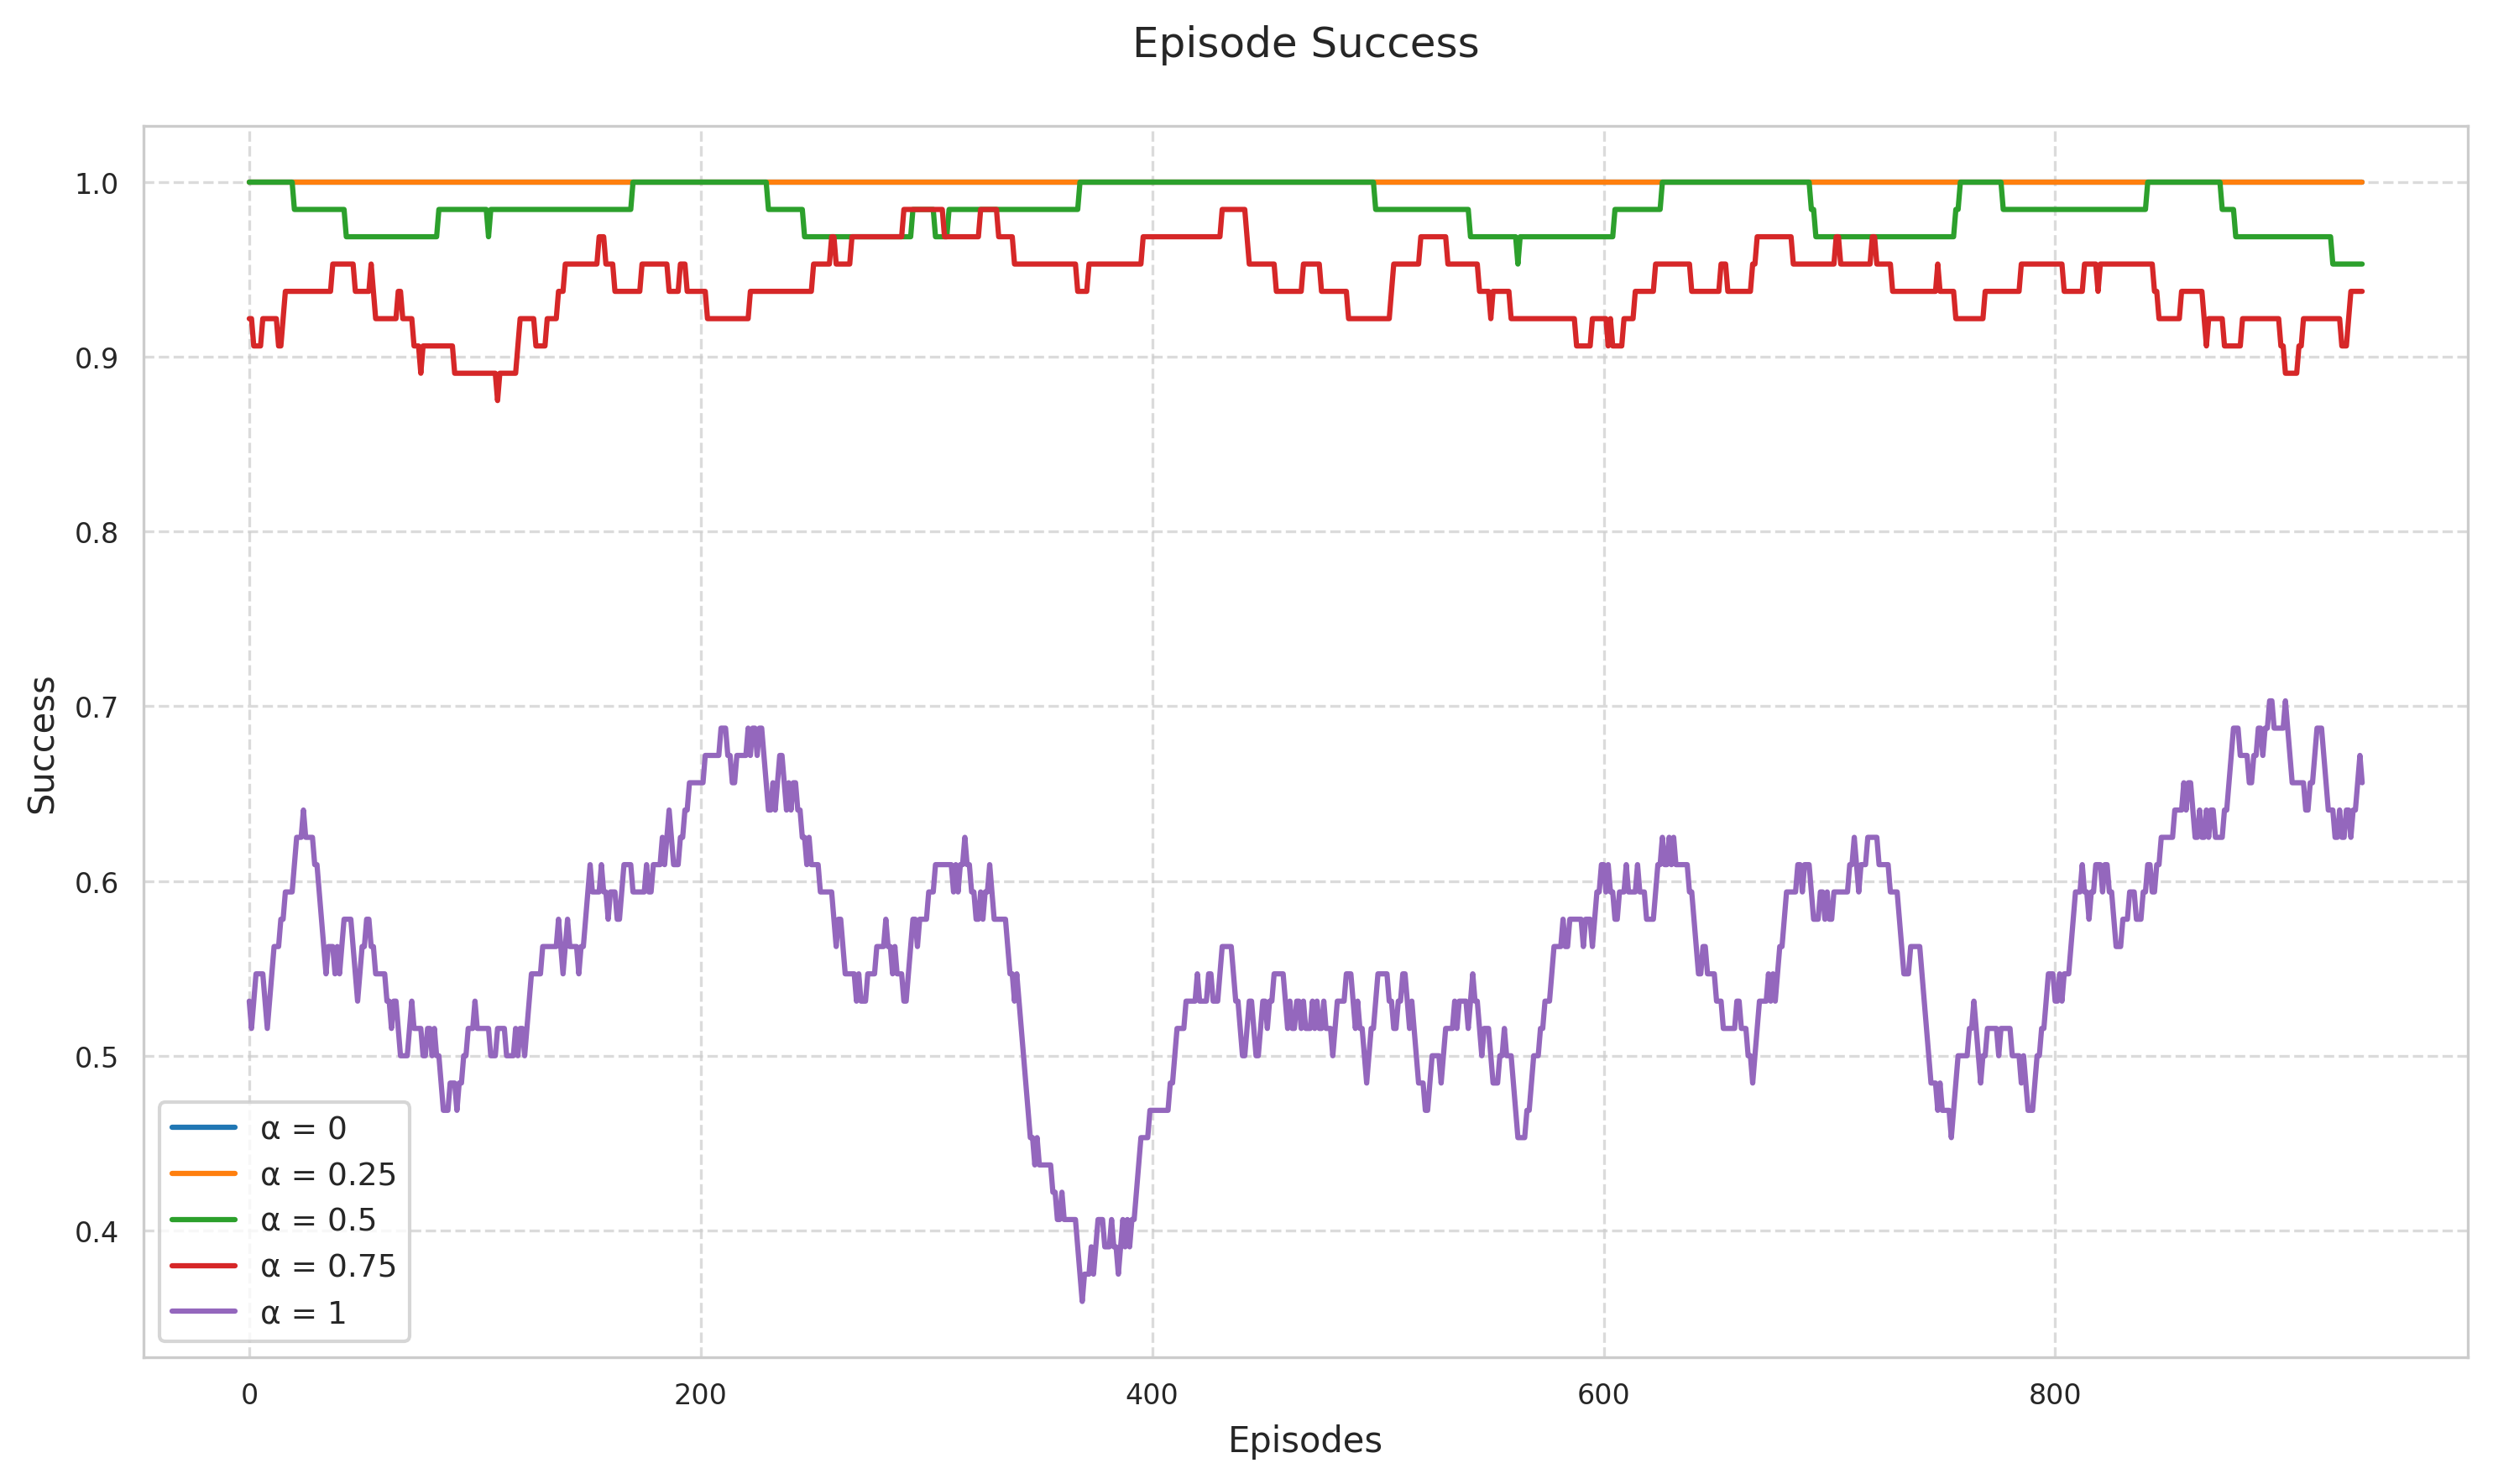 Episode Success
1.0
0.9
0.8
0.7
0.6
0.5
0.4
Success
α = 0
α = 0.25
α = 0.5
α = 0.75
α = 1
0 200 400 600 800
Episodes